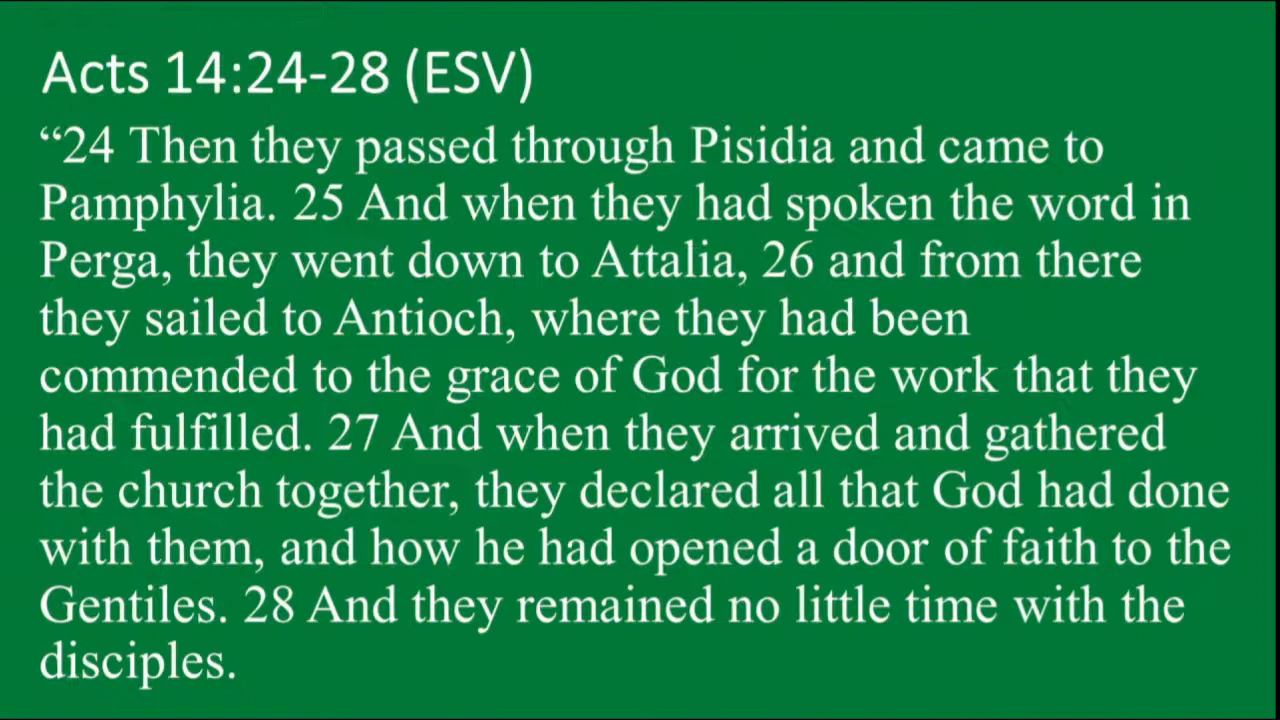 Acts 14:24-28 (ESV)
“24 Then they passed through Pisidia and came to
Pamphylia. 25 And when they had spoken the word in
Perga, they went down to Attalia, 26 and from there
they sailed to Antioch, where they had been
commended to the grace of God for the work that they
had fulfilled. 27 And when they arrived and gathered
the church together, they declared all that God had done
with them, and how he had opened a door of faith to the
Gentiles. 28 And they remained no little time with the
disciples.